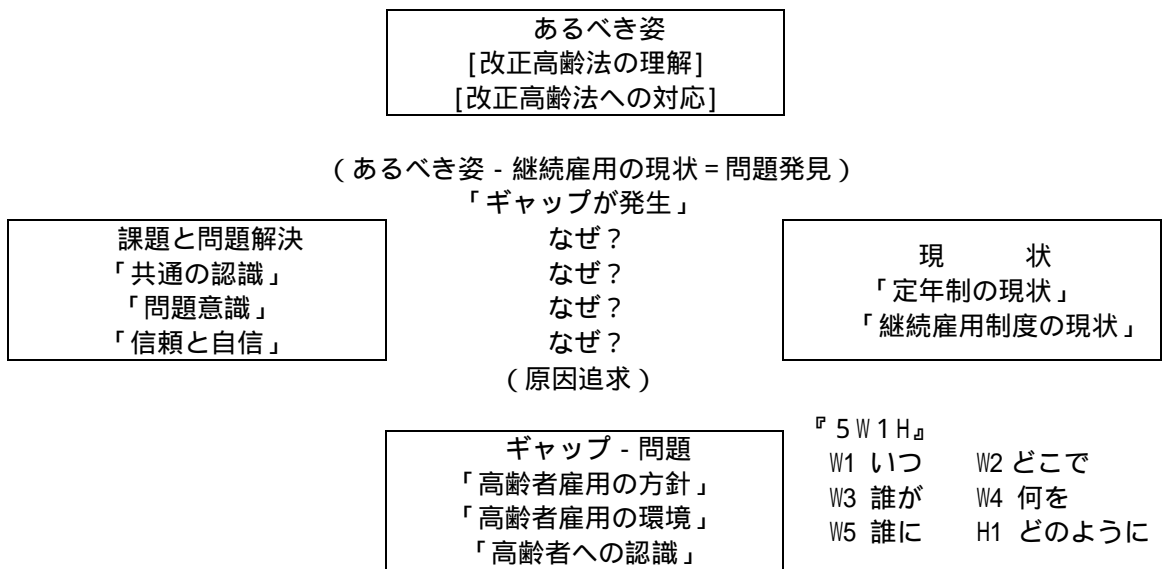 あるべき姿
[改正高齢法の理解]
[改正高齢法への対応]
(あるべき姿 - 継続雇用の現状 = 問題発見)
「ギャップが発生」
課題と問題解決
「共通の認識」
「問題意識」
「信頼と自信」
なぜ?
なぜ?
なぜ?
なぜ?
(原因追求)
現 状
「定年制の現状」
「継続雇用制度の現状」
ギャップ - 問題
「高齢者雇用の方針」
「高齢者雇用の環境」
「高齢者への認識」
『5W1H』
W1 いつ W2 どこで
W3 誰が W4 何を
W5 誰に H1 どのように